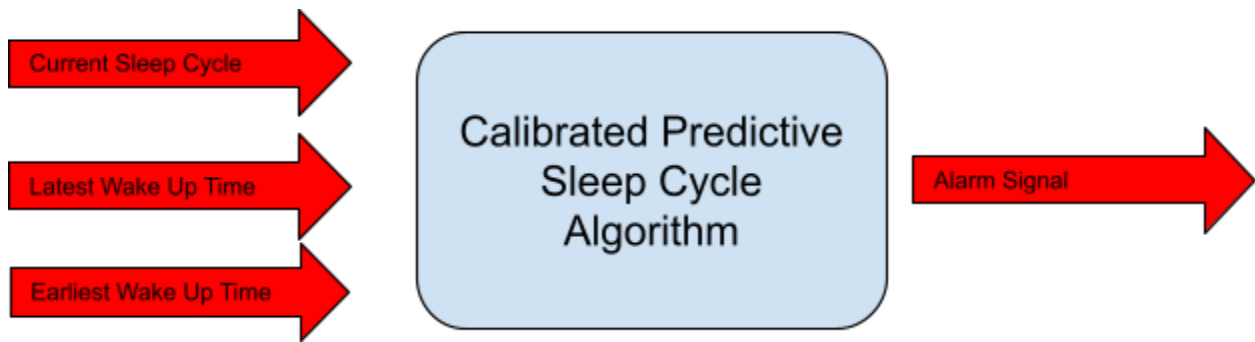 Current Sleep Cycle
Latest Wake Up Time
Earliest Wake Up Time
Calibrated Predictive
Sleep Cycle
Algorithm
Alarm Signal